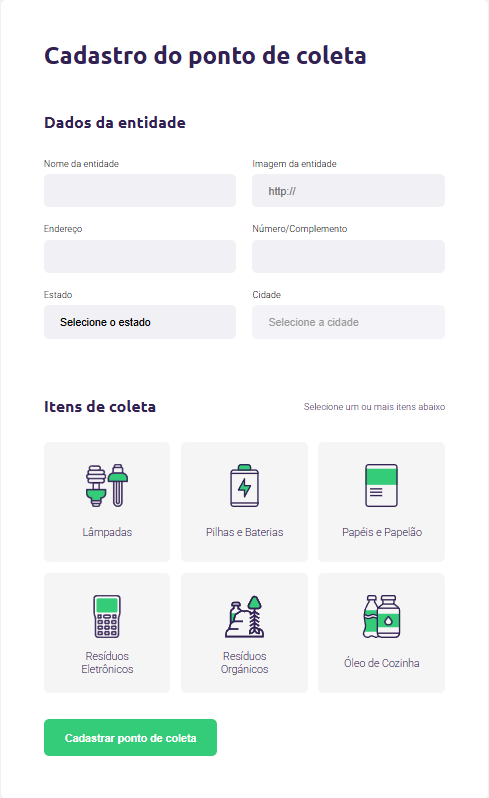 Cadastro do ponto de coleta
Dados da entidade
Nome da entidade
Imagem da entidade
http://
Endereço
Número/Complemento
Estado
Cidade
Selecione o estado
Selecione a cidade
Itens de coleta
Selecione um ou mais itens abaixo
Lâmpadas
Pilhas e Baterias
Papéis e Papelão
Resíduos
Eletrônicos
Resíduos
Orgánicos
Óleo de Cozinha
Cadastrar ponto de coleta